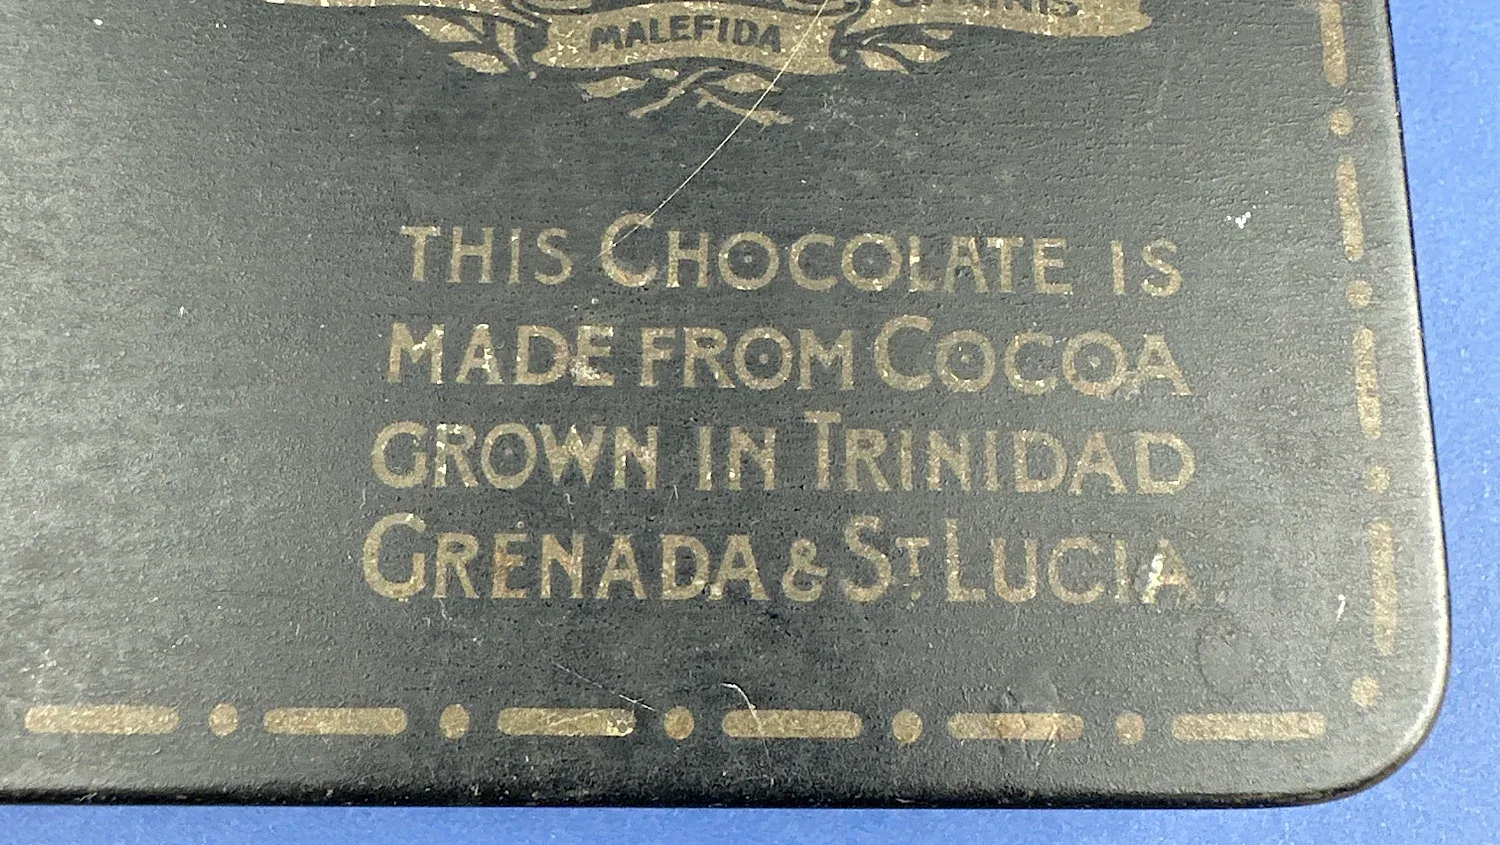 MALEFIDA
THIS CHOCOLATE IS
MADE FROM COCOA
GROWN IN TRINIDAD
GRENADA & ST LUCIA.